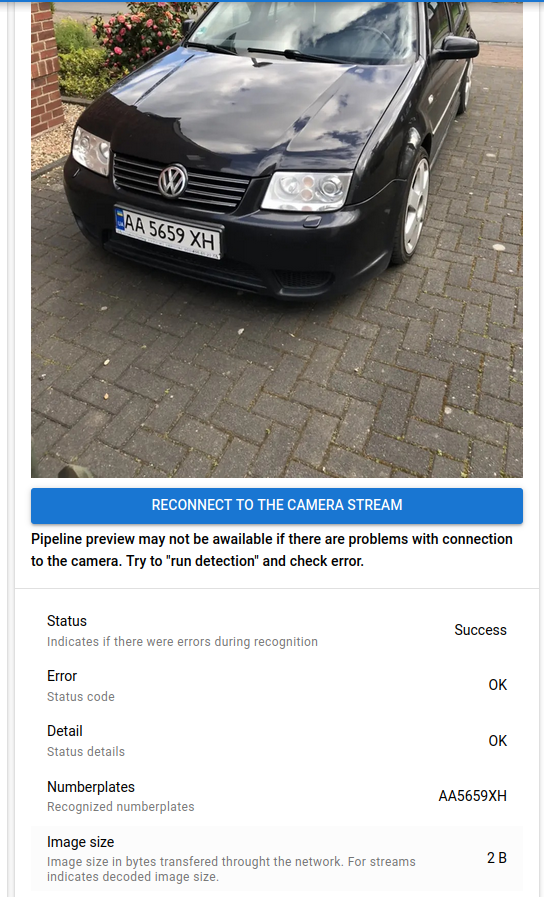 UA
AA 5659 XH
RECONNECT TO THE CAMERA STREAM
Pipeline preview may not be awailable if there are problems with connection
to the camera. Try to "run detection" and check error.
Status
Indicates if there were errors during recognition
Success
Error
Status code
OK
Detail
Status details
OK
Numberplates
Recognized numberplates
AA5659XH
Image size
Image size in bytes transfered throught the network. For streams
indicates decoded image size.
2 B